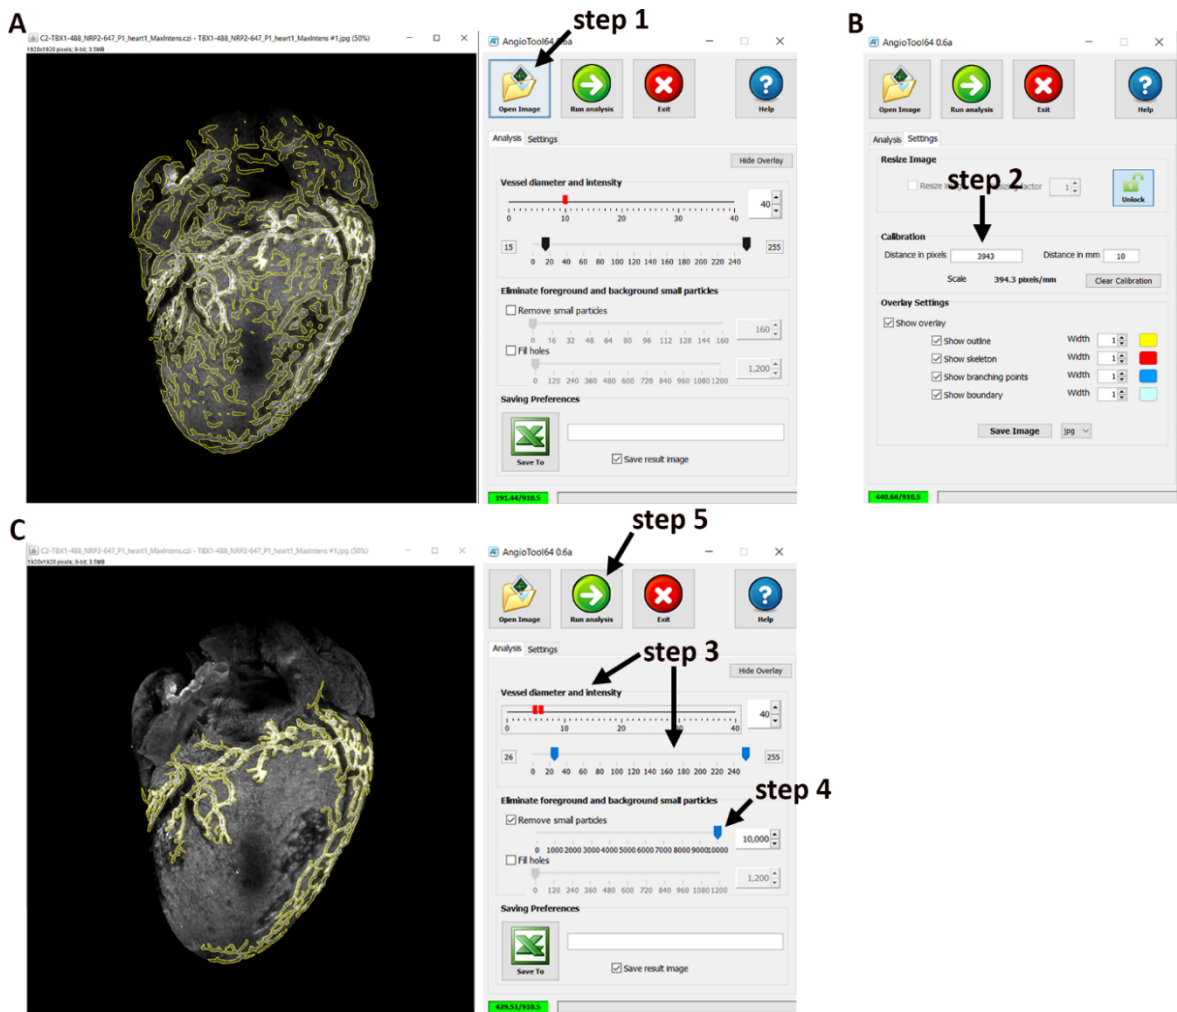 A
step 1
B
C2-TBX1-488_NRP2-647_P1_heart1_MaxIntens.czi - TBX1-488_NRP2-647_P1_heart1_MaxIntens #1.jpg (50%)
1920x1920 pixels; 8-bit; 3.5MB
AngioTool64 0.6a
Open Image
Run analysis
Exit
Help
Analysis
Settings
Hide Overlay
Vessel diameter and intensity
40
0 10 20 30 40
15
255
0 20 40 60 80 100 120 140 160 180 200 220 240
Eliminate foreground and background small particles
Remove small particles
160
0 16 32 48 64 80 96 112 128 144 160
Fill holes
1,200
0 120 240 360 480 600 720 840 960 1080 1200
Saving Preferences
Save To
Save result image
191.44/910.5
AngioTool64 0.6a
Open Image
Run analysis
Exit
Help
Analysis
Settings
Resize Image
step 2
factor
1
Unlock
Calibration
Distance in pixels
3943
Distance in mm
10
Scale
394.3 pixels/mm
Clear Calibration
Overlay Settings
Show overlay
Show outline Width 1
Show skeleton Width 1
Show branching points Width 1
Show boundary Width 1
Save Image
jpg
440.66/910.5
C
step 5
C2-TBX1-488_NRP2-647_P1_heart1_MaxIntens.czi - TBX1-488_NRP2-647_P1_heart1_MaxIntens #1.jpg (50%)
1920x1920 pixels; 8-bit; 3.5MB
AngioTool64 0.6a
Open Image
Run analysis
Exit
Help
Analysis
Settings
step 3
Hide Overlay
Vessel diameter and intensity
40
0 10 20 30 40
26
255
0 20 40 60 80 100 120 140 160 180 200 220 240
step 4
Eliminate foreground and background small particles
Remove small particles
10,000
0 1000 2000 3000 4000 5000 6000 7000 8000 9000 10000
Fill holes
1,200
0 120 240 360 480 600 720 840 960 1080 1200
Saving Preferences
Save To
Save result image
429.51/910.5